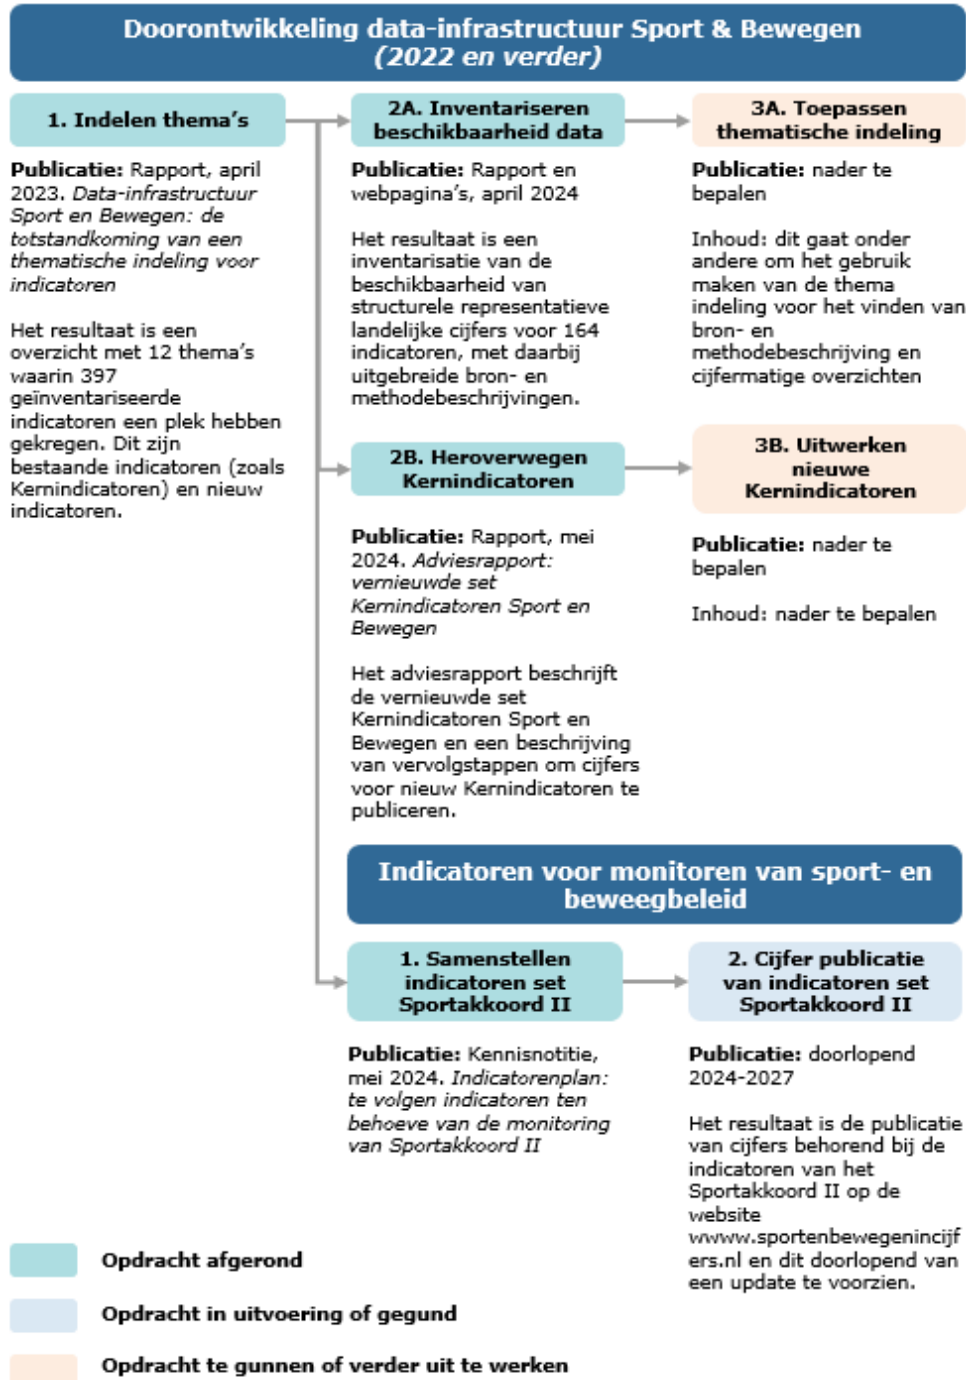 Doorontwikkeling data-infrastructuur Sport & Bewegen
(2022 en verder)
1. Indelen thema's
Publicatie: Rapport, april
2023. Data-infrastructuur
Sport en Bewegen: de
totstandkoming van een
thematische indeling voor
indicatoren
Het resultaat is een
overzicht met 12 thema's
waarin 397
geïnventariseerde
indicatoren een plek hebben
gekregen. Dit zijn
bestaande indicatoren (zoals
Kernindicatoren) en nieuw
indicatoren.
2A. Inventariseren
beschikbaarheid data
Publicatie: Rapport en
webpagina's, april 2024
Het resultaat is een
inventarisatie van de
beschikbaarheid van
structurele representatieve
landelijke cijfers voor 164
indicatoren, met daarbij
uitgebreide bron- en
methodebeschrijvingen.
3A. Toepassen
thematische indeling
Publicatie: nader te
bepalen
Inhoud: dit gaat onder
andere om het gebruik
maken van de thema
indeling voor het vinden van
bron- en
methodebeschrijving en
cijfermatige overzichten
2B. Heroverwegen
Kernindicatoren
Publicatie: Rapport, mei
2024. Adviesrapport:
vernieuwde set
Kernindicatoren Sport en
Bewegen
Het adviesrapport beschrijft
de vernieuwde set
Kernindicatoren Sport en
Bewegen en een beschrijving
van vervolgstappen om cijfers
voor nieuw Kernindicatoren te
publiceren.
3B. Uitwerken
nieuwe
Kernindicatoren
Publicatie: nader te
bepalen
Inhoud: nader te bepalen
Indicatoren voor monitoren van sport- en
beweegbeleid
1. Samenstellen
indicatoren set
Sportakkoord II
Publicatie: Kennisnotitie,
mei 2024. Indicatorenplan:
te volgen indicatoren ten
behoeve van de monitoring
van Sportakkoord II
2. Cijfer publicatie
van indicatoren set
Sportakkoord II
Publicatie: doorlopend
2024-2027
Het resultaat is de publicatie
van cijfers behorend bij de
indicatoren van het
Sportakkoord II op de
website
wwww.sportenbewegenincijf
ers.nl en dit doorlopend van
een update te voorzien.
Opdracht afgerond
Opdracht in uitvoering of gegund
Opdracht te gunnen of verder uit te werken